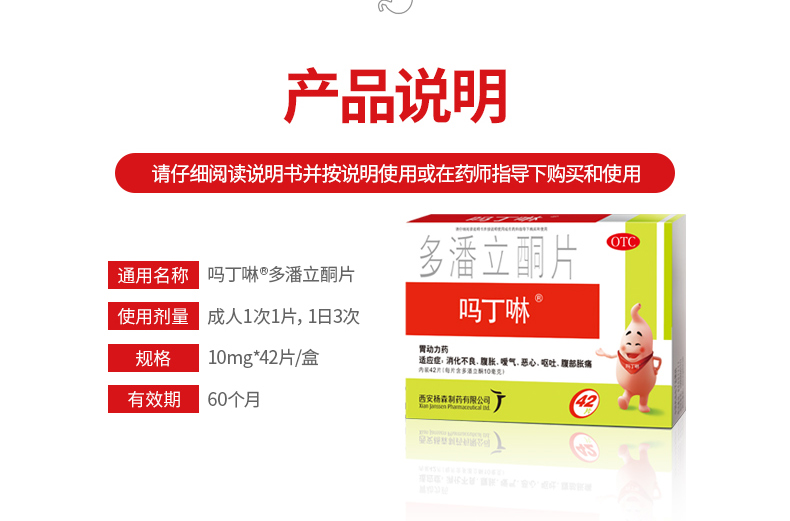 产品说明
请仔细阅读说明书并按说明使用或在药师指导下购买和使用
通用名称 吗丁啉®多潘立酮片
使用剂量 成人1次1片，1日3次
规格 10mg*42片/盒
有效期 60个月
OTC
多潘立酮片
吗丁啉®
胃动力药
适应症：消化不良、腹胀、嗳气、恶心、呕吐、腹部胀痛
内装42片(每片含多潘立酮10毫克)
西安杨森制药有限公司
Xian-Janssen Pharmaceutical Ltd.
42
吗丁啉